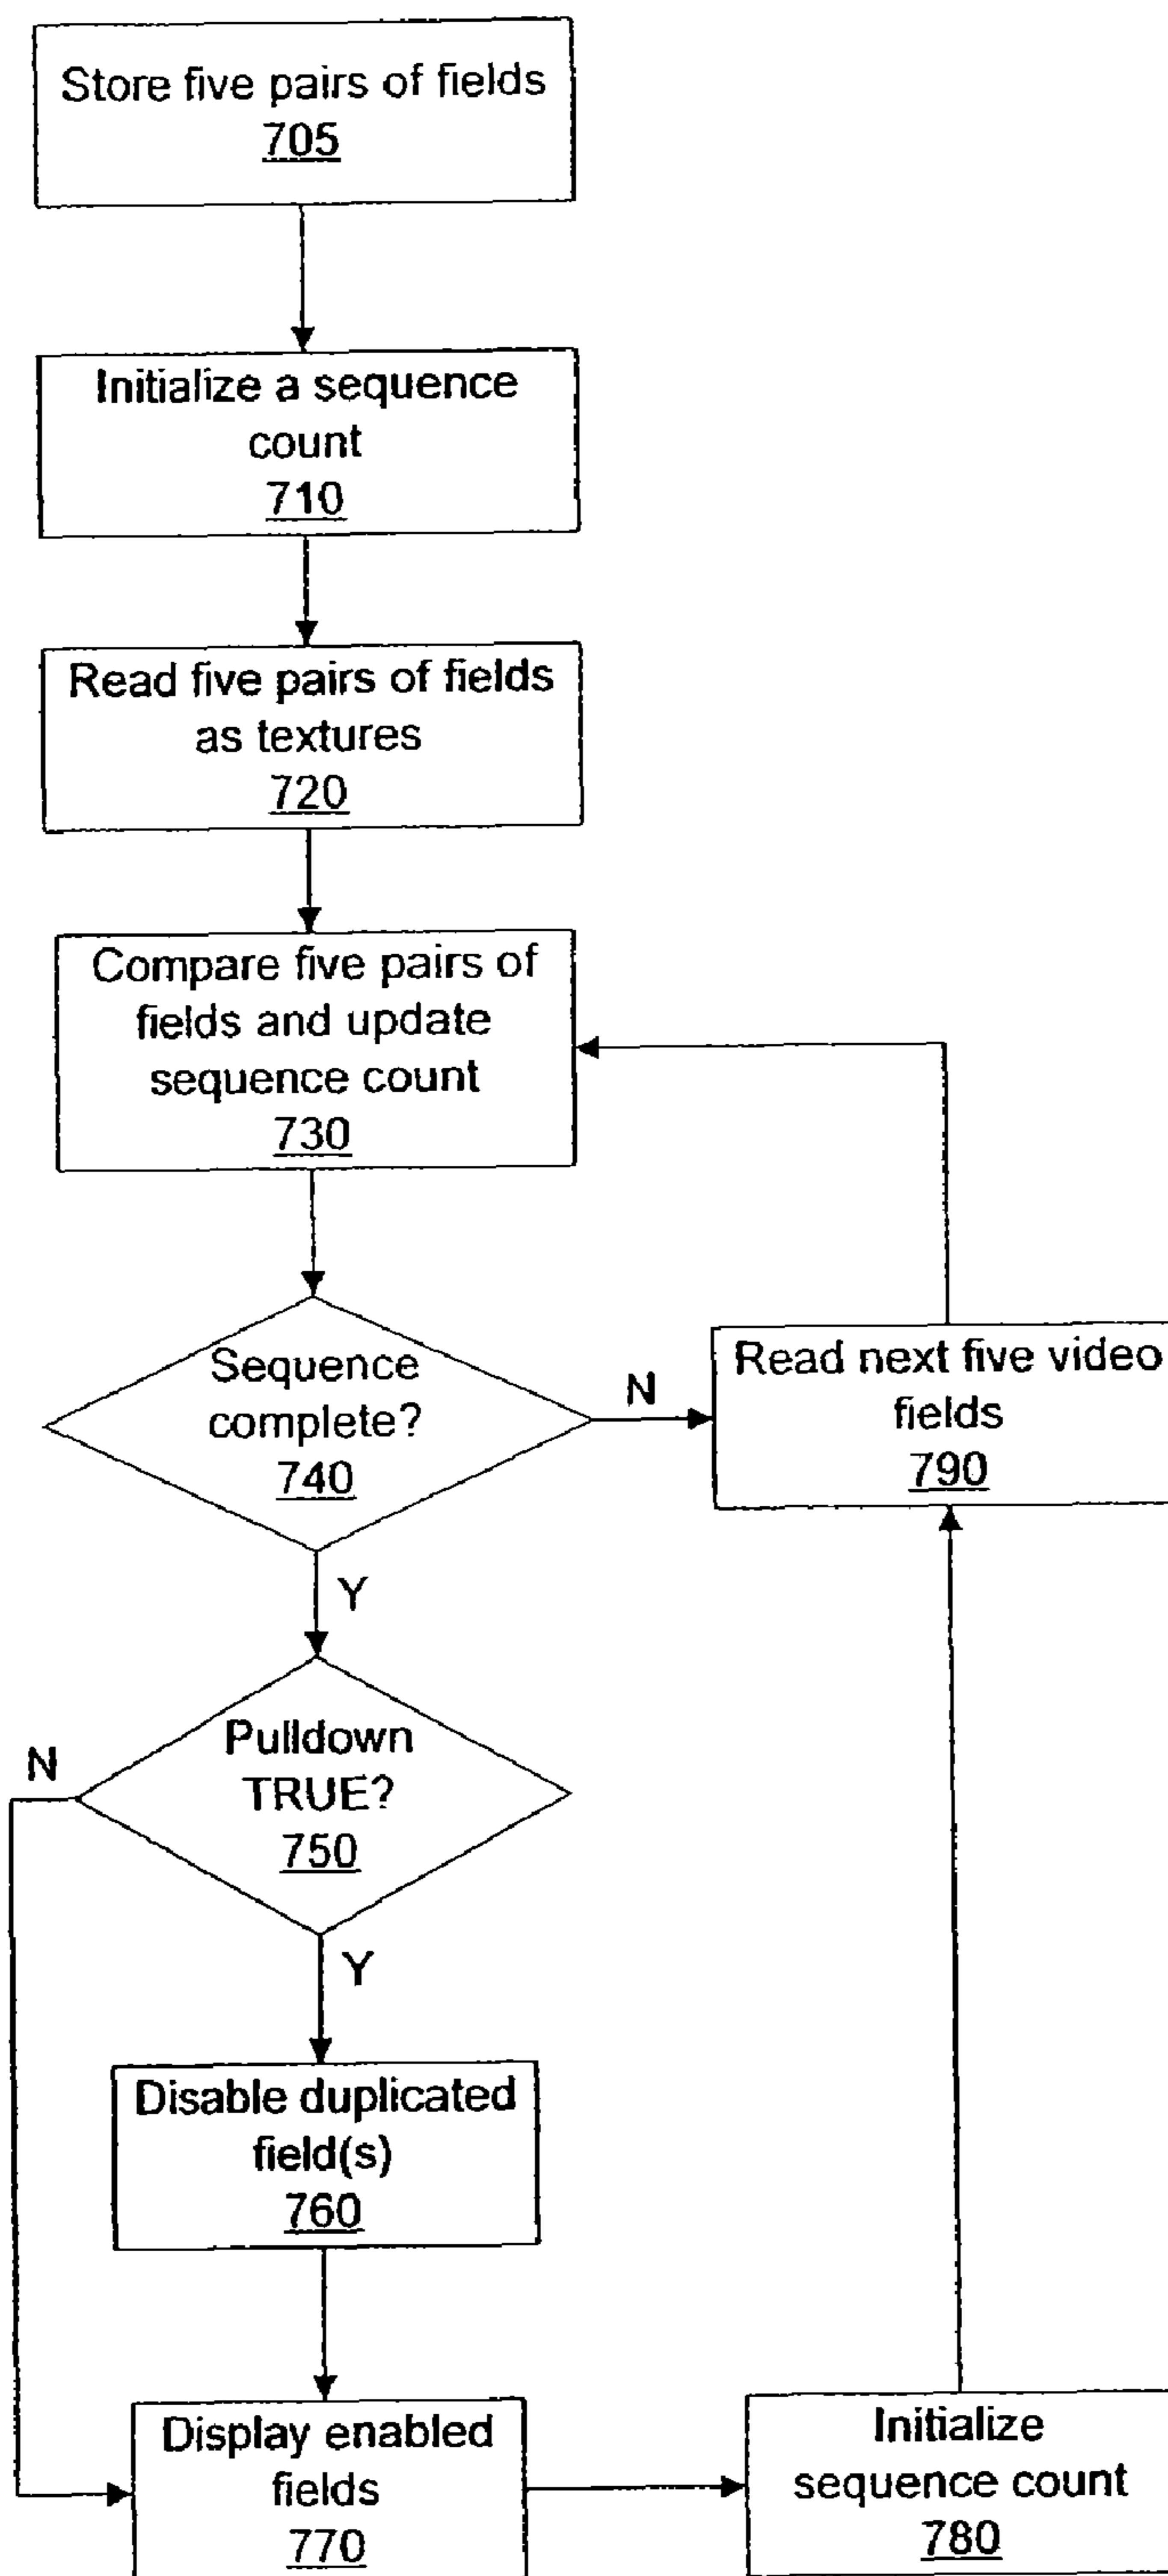 Store five pairs of fields
705
Initialize a sequence
count
710
Read five pairs of fields
as textures
720
Compare five pairs of
fields and update
sequence count
730
Sequence
complete?
740
N
Read next five video
fields
790
Y
Pulldown
TRUE?
750
N
Y
Disable duplicated
field(s)
760
Display enabled
fields
770
Initialize
sequence count
780